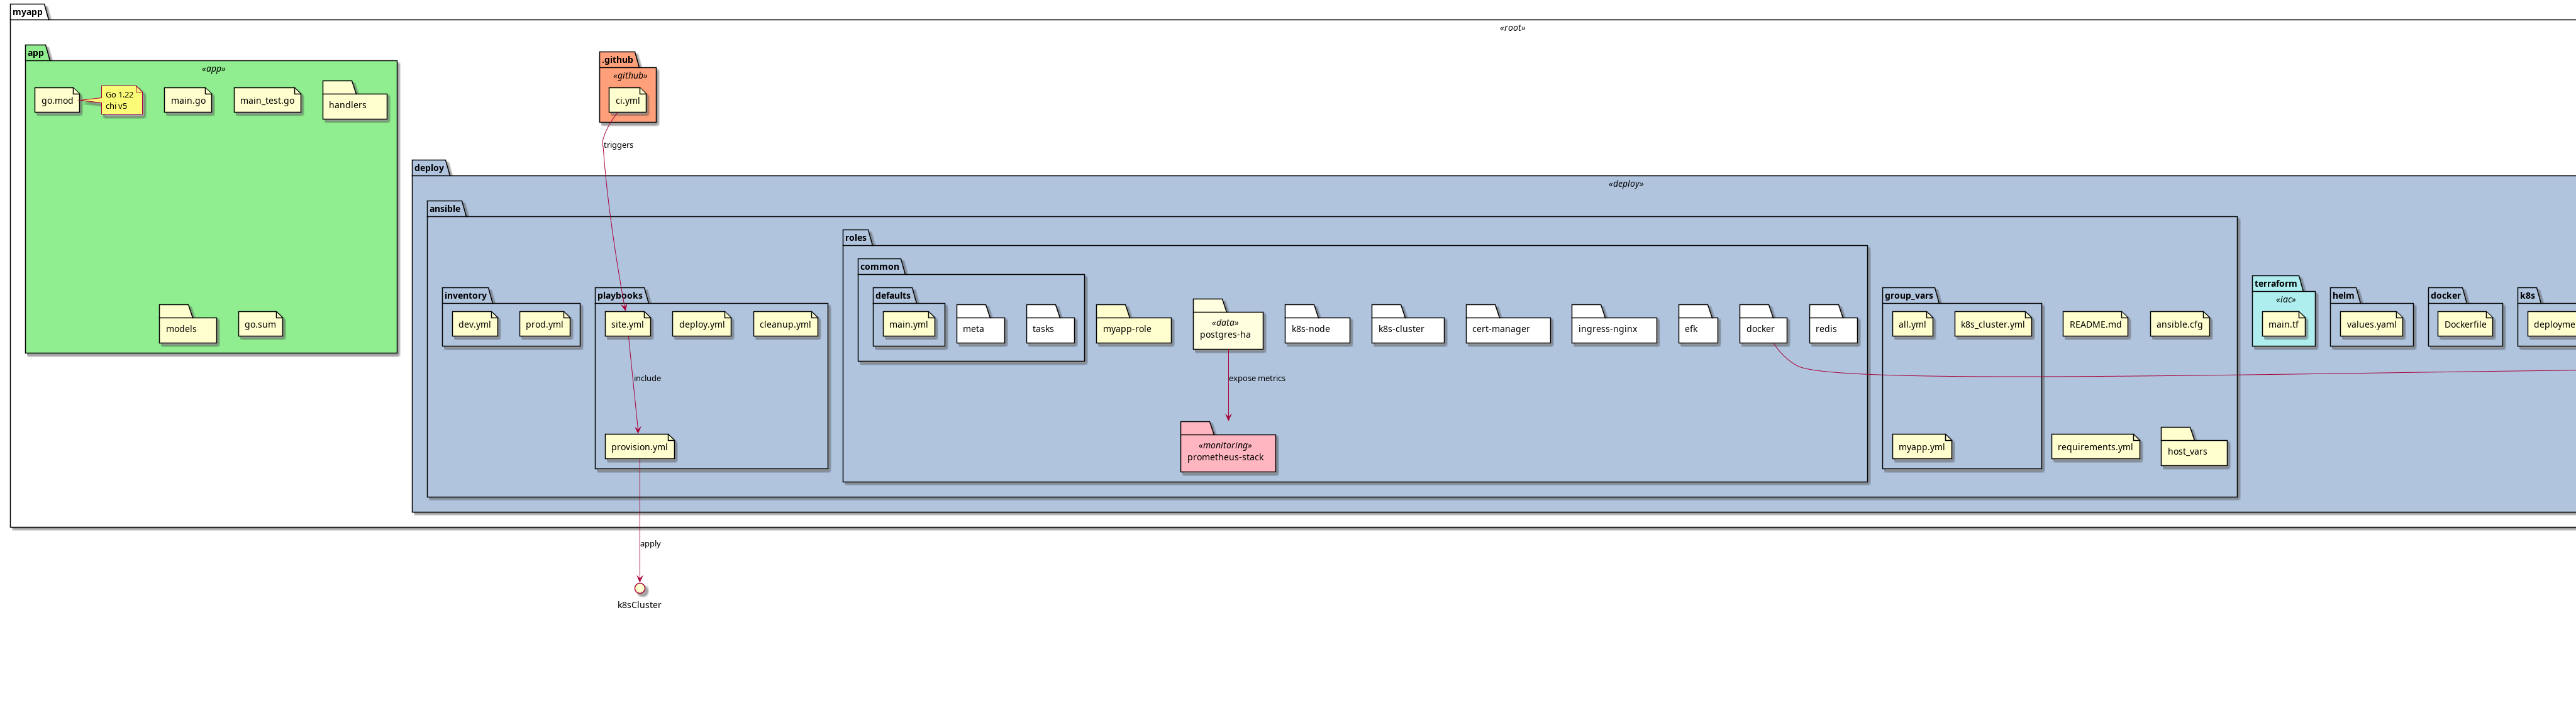 myapp
«root»
app
«app»
go.mod
Go 1.22
chi v5
main.go
main_test.go
handlers
models
go.sum
.github
«github»
ci.yml
triggers
deploy
«deploy»
ansible
inventory
dev.yml
prod.yml
playbooks
site.yml
deploy.yml
cleanup.yml
include
provision.yml
roles
common
defaults
main.yml
meta
tasks
myapp-role
«data»
postgres-ha
k8s-node
k8s-cluster
cert-manager
ingress-nginx
efk
docker
redis
expose metrics
«monitoring»
prometheus-stack
group_vars
all.yml
k8s_cluster.yml
myapp.yml
README.md
ansible.cfg
requirements.yml
host_vars
terraform
«iac»
main.tf
helm
values.yaml
docker
Dockerfile
k8s
deployme
apply
k8sCluster